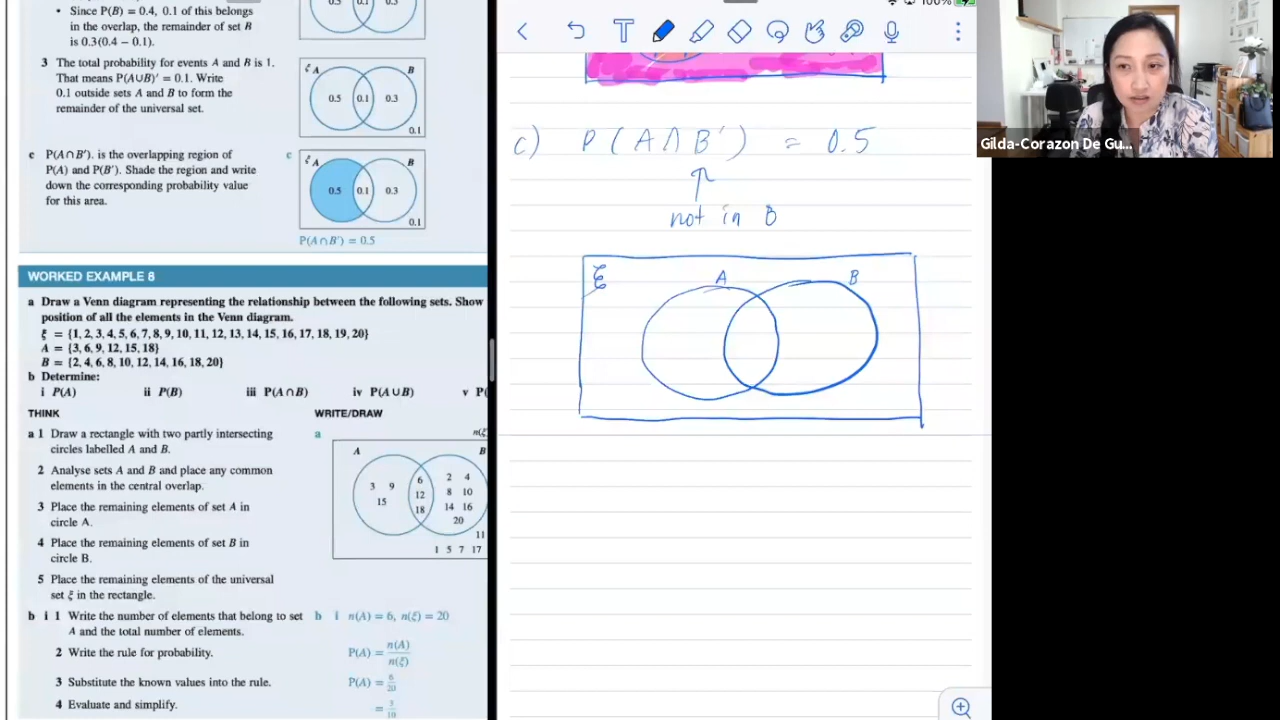 • Since P(B) = 0.4, 0.1 of this belongs
in the overlap, the remainder of set B
is 0.3(0.4 – 0.1).
0.5 0.1 0.3
3 The total probability for events A and B is 1.
That means P(A∪B)′ = 0.1. Write
0.1 outside sets A and B to form the
remainder of the universal set.
ξ A B
0.5 0.1 0.3
0.1
c P(A∩B′). is the overlapping region of
P(A) and P(B′). Shade the region and write
down the corresponding probability value
for this area.
c
ξ A B
0.5 0.1 0.3
0.1
P(A∩B′) = 0.5
WORKED EXAMPLE 8
a Draw a Venn diagram representing the relationship between the following sets. Show
position of all the elements in the Venn diagram.
ξ = {1, 2, 3, 4, 5, 6, 7, 8, 9, 10, 11, 12, 13, 14, 15, 16, 17, 18, 19, 20}
A = {3, 6, 9, 12, 15, 18}
B = {2, 4, 6, 8, 10, 12, 14, 16, 18, 20}
b Determine:
i P(A) ii P(B) iii P(A∩B) iv P(A∪B) v P(
THINK WRITE/DRAW
a 1 Draw a rectangle with two partly intersecting
circles labelled A and B.
2 Analyse sets A and B and place any common
elements in the central overlap.
3 Place the remaining elements of set A in
circle A.
4 Place the remaining elements of set B in
circle B.
5 Place the remaining elements of the universal
set ξ in the rectangle.
a n(ξ
A B
3 9 6 2 4
15 12 8 10
18 14 16
20
11
1 5 7 17
b i 1 Write the number of elements that belong to set
A and the total number of elements.
b i n(A) = 6, n(ξ) = 20
2 Write the rule for probability.
P(A) = n(A)/n(ξ)
3 Substitute the known values into the rule.
P(A) = 6/20
4 Evaluate and simplify.
= 3/10
100%
c) P(A∩B′) = 0.5
↑
not in B
ξ A B
Gilda-Corazon De Gu...